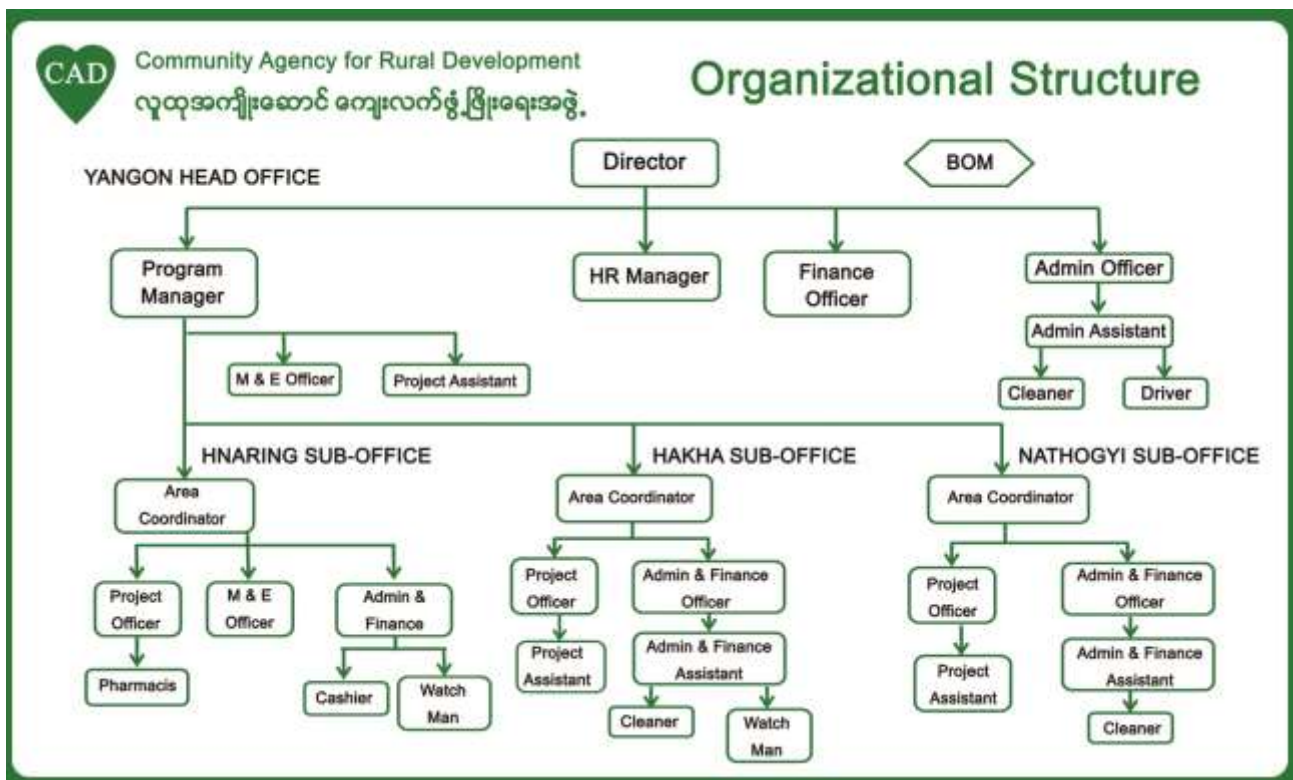 CAD
Community Agency for Rural Development
လူထုအကျိုးဆောင် ကျေးလက်ဖွံ့ဖြိုးရေးအဖွဲ့
Organizational Structure
YANGON HEAD OFFICE
Director
BOM
Program
Manager
HR Manager
Finance
Officer
Admin Officer
Admin Assistant
M & E Officer
Project Assistant
Cleaner
Driver
HNARING SUB-OFFICE
HAKHA SUB-OFFICE
NATHOGYI SUB-OFFICE
Area
Coordinator
Area Coordinator
Area Coordinator
Project
Officer
M & E
Officer
Admin &
Finance
Project
Officer
Admin & Finance
Officer
Project
Officer
Admin & Finance
Officer
Pharmacis
Cashier
Watch
Man
Project
Assistant
Admin & Finance
Assistant
Cleaner
Watch
Man
Project
Assistant
Admin & Finance
Assistant
Cleaner